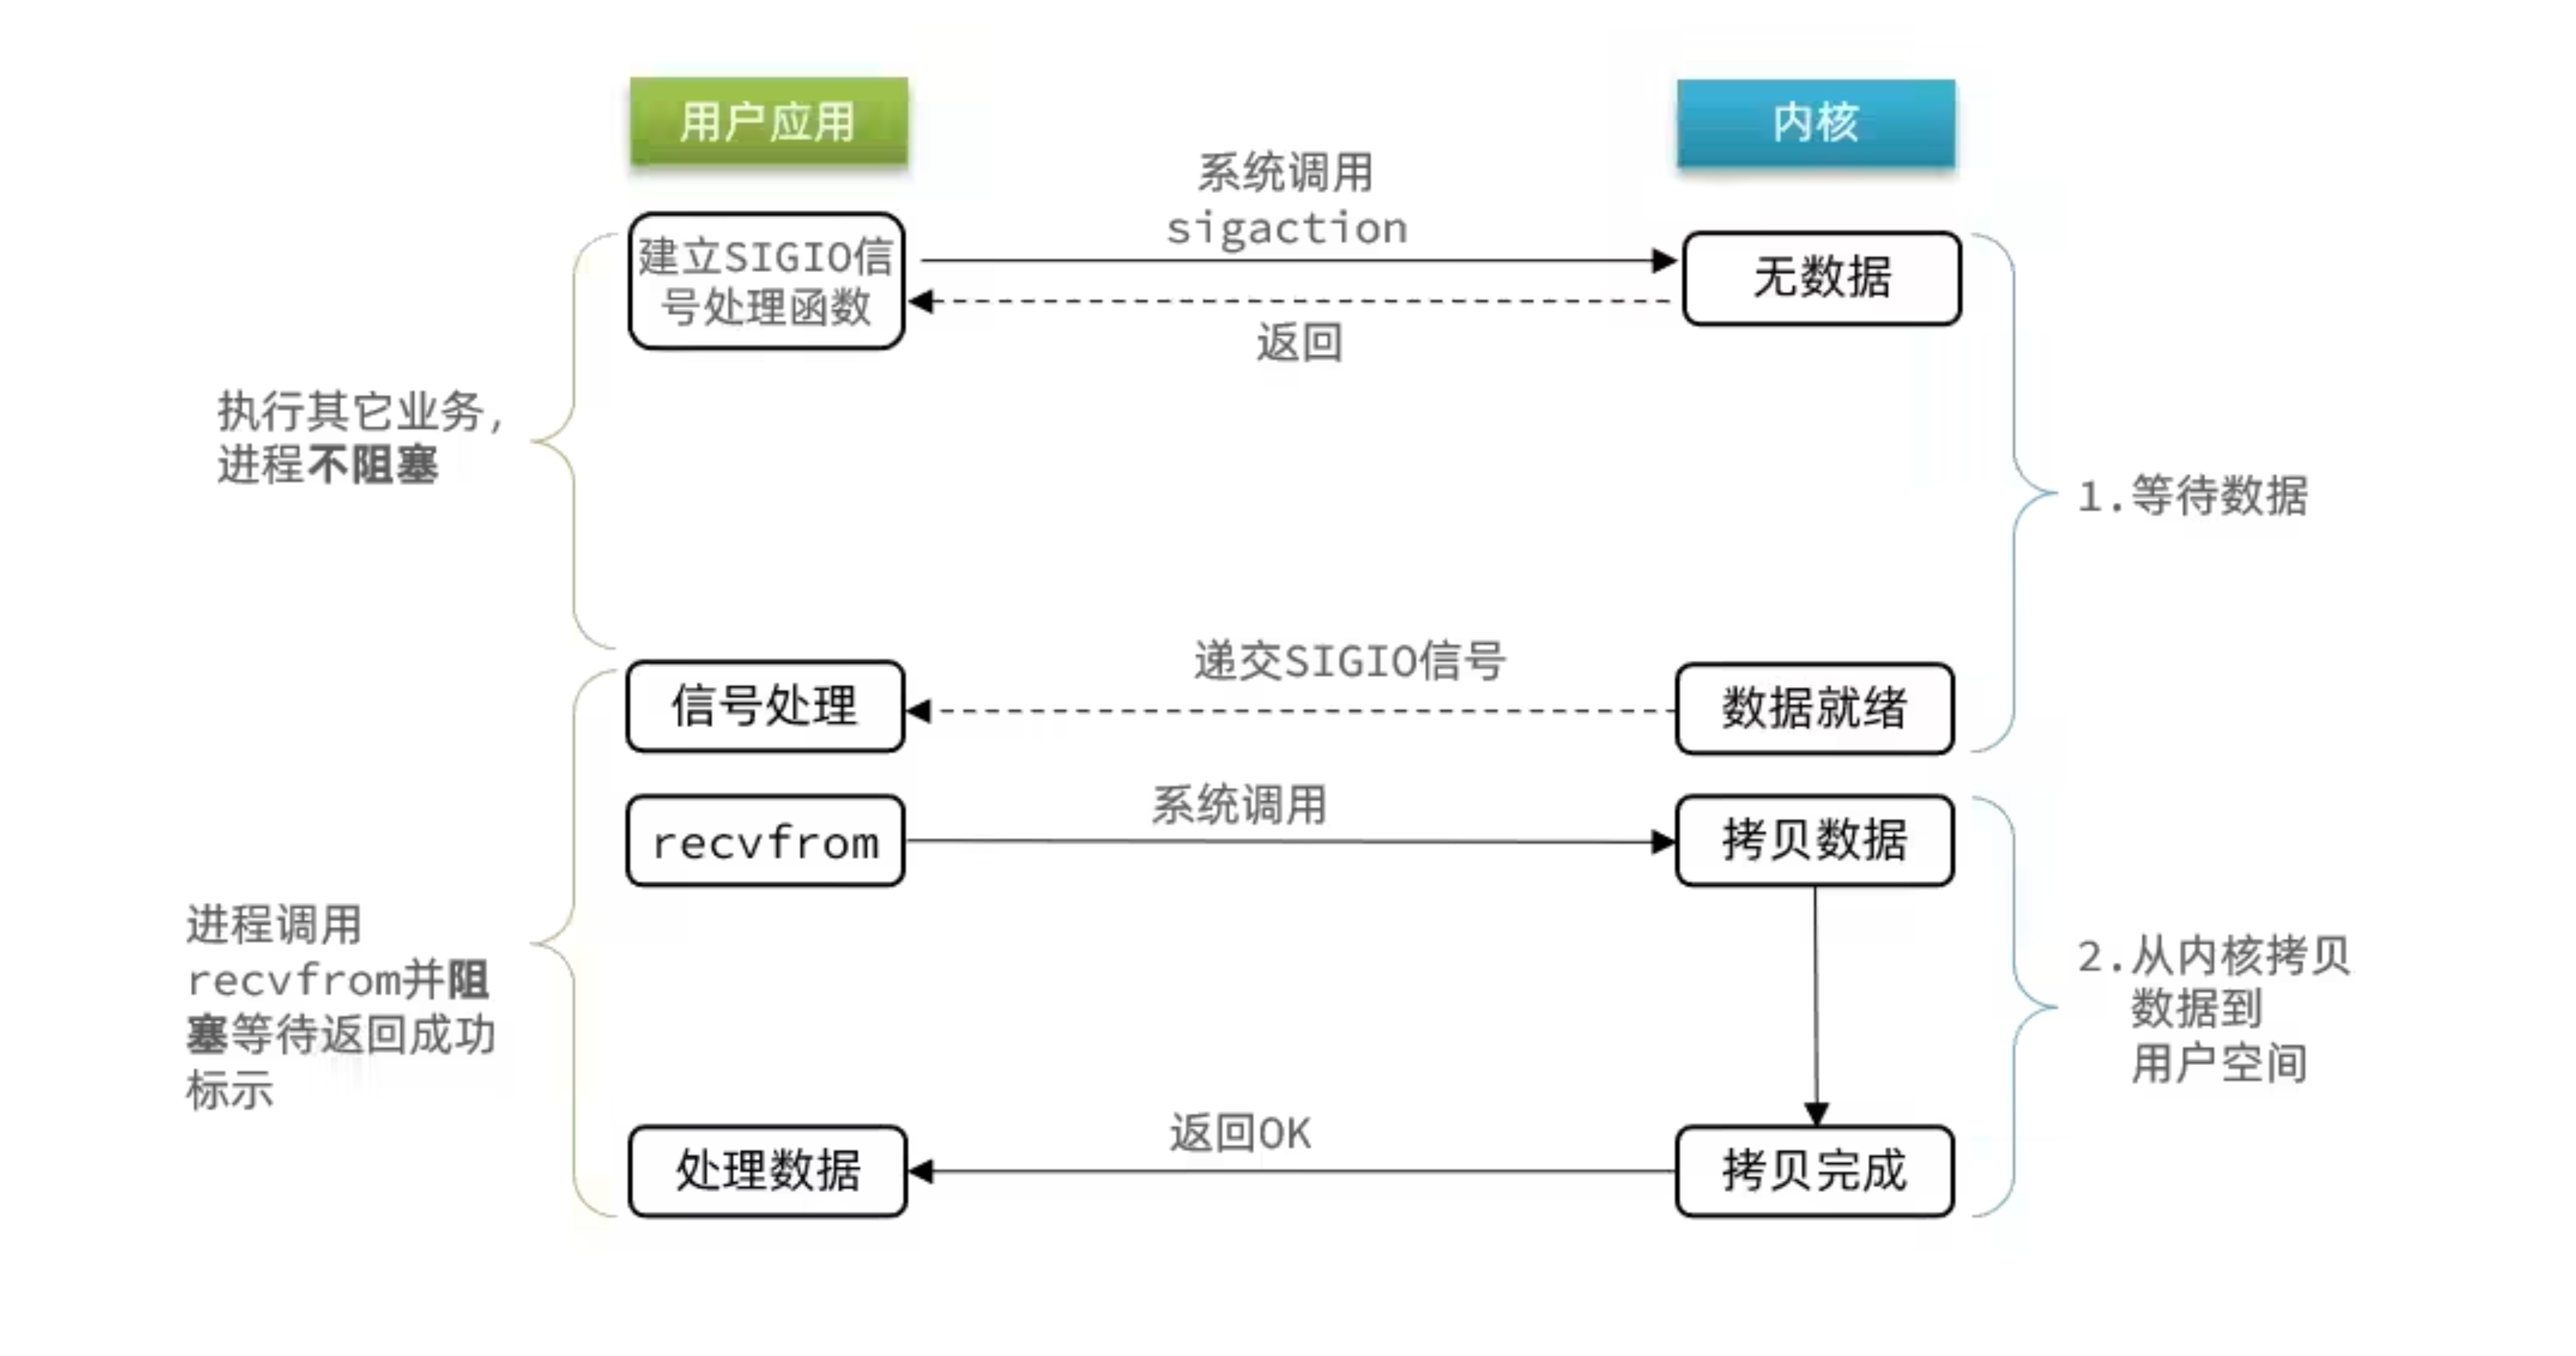 用户应用
内核
系统调用
sigaction
建立SIGIO信
号处理函数
无数据
返回
执行其它业务,
进程不阻塞
1.等待数据
递交SIGIO信号
信号处理
数据就绪
系统调用
recvfrom
拷贝数据
进程调用
recvfrom并阻
塞等待返回成功
标示
2.从内核拷贝
数据到
用户空间
返回OK
处理数据
拷贝完成